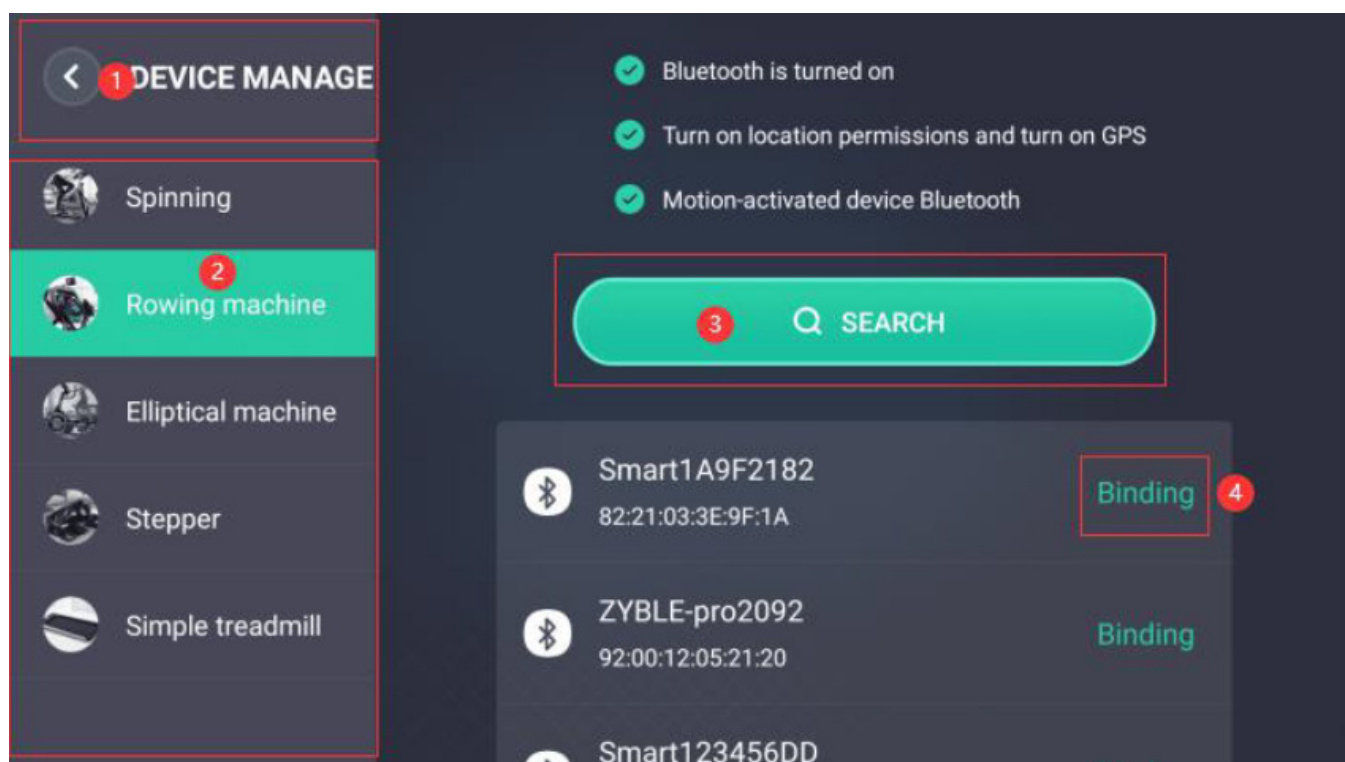 1 DEVICE MANAGE
Spinning
2
Rowing machine
Elliptical machine
Stepper
Simple treadmill
Bluetooth is turned on
Turn on location permissions and turn on GPS
Motion-activated device Bluetooth
3 SEARCH
Smart1A9F2182
82:21:03:3E:9F:1A
Binding 4
ZYBLE-pro2092
92:00:12:05:21:20
Binding
Smart123456DD